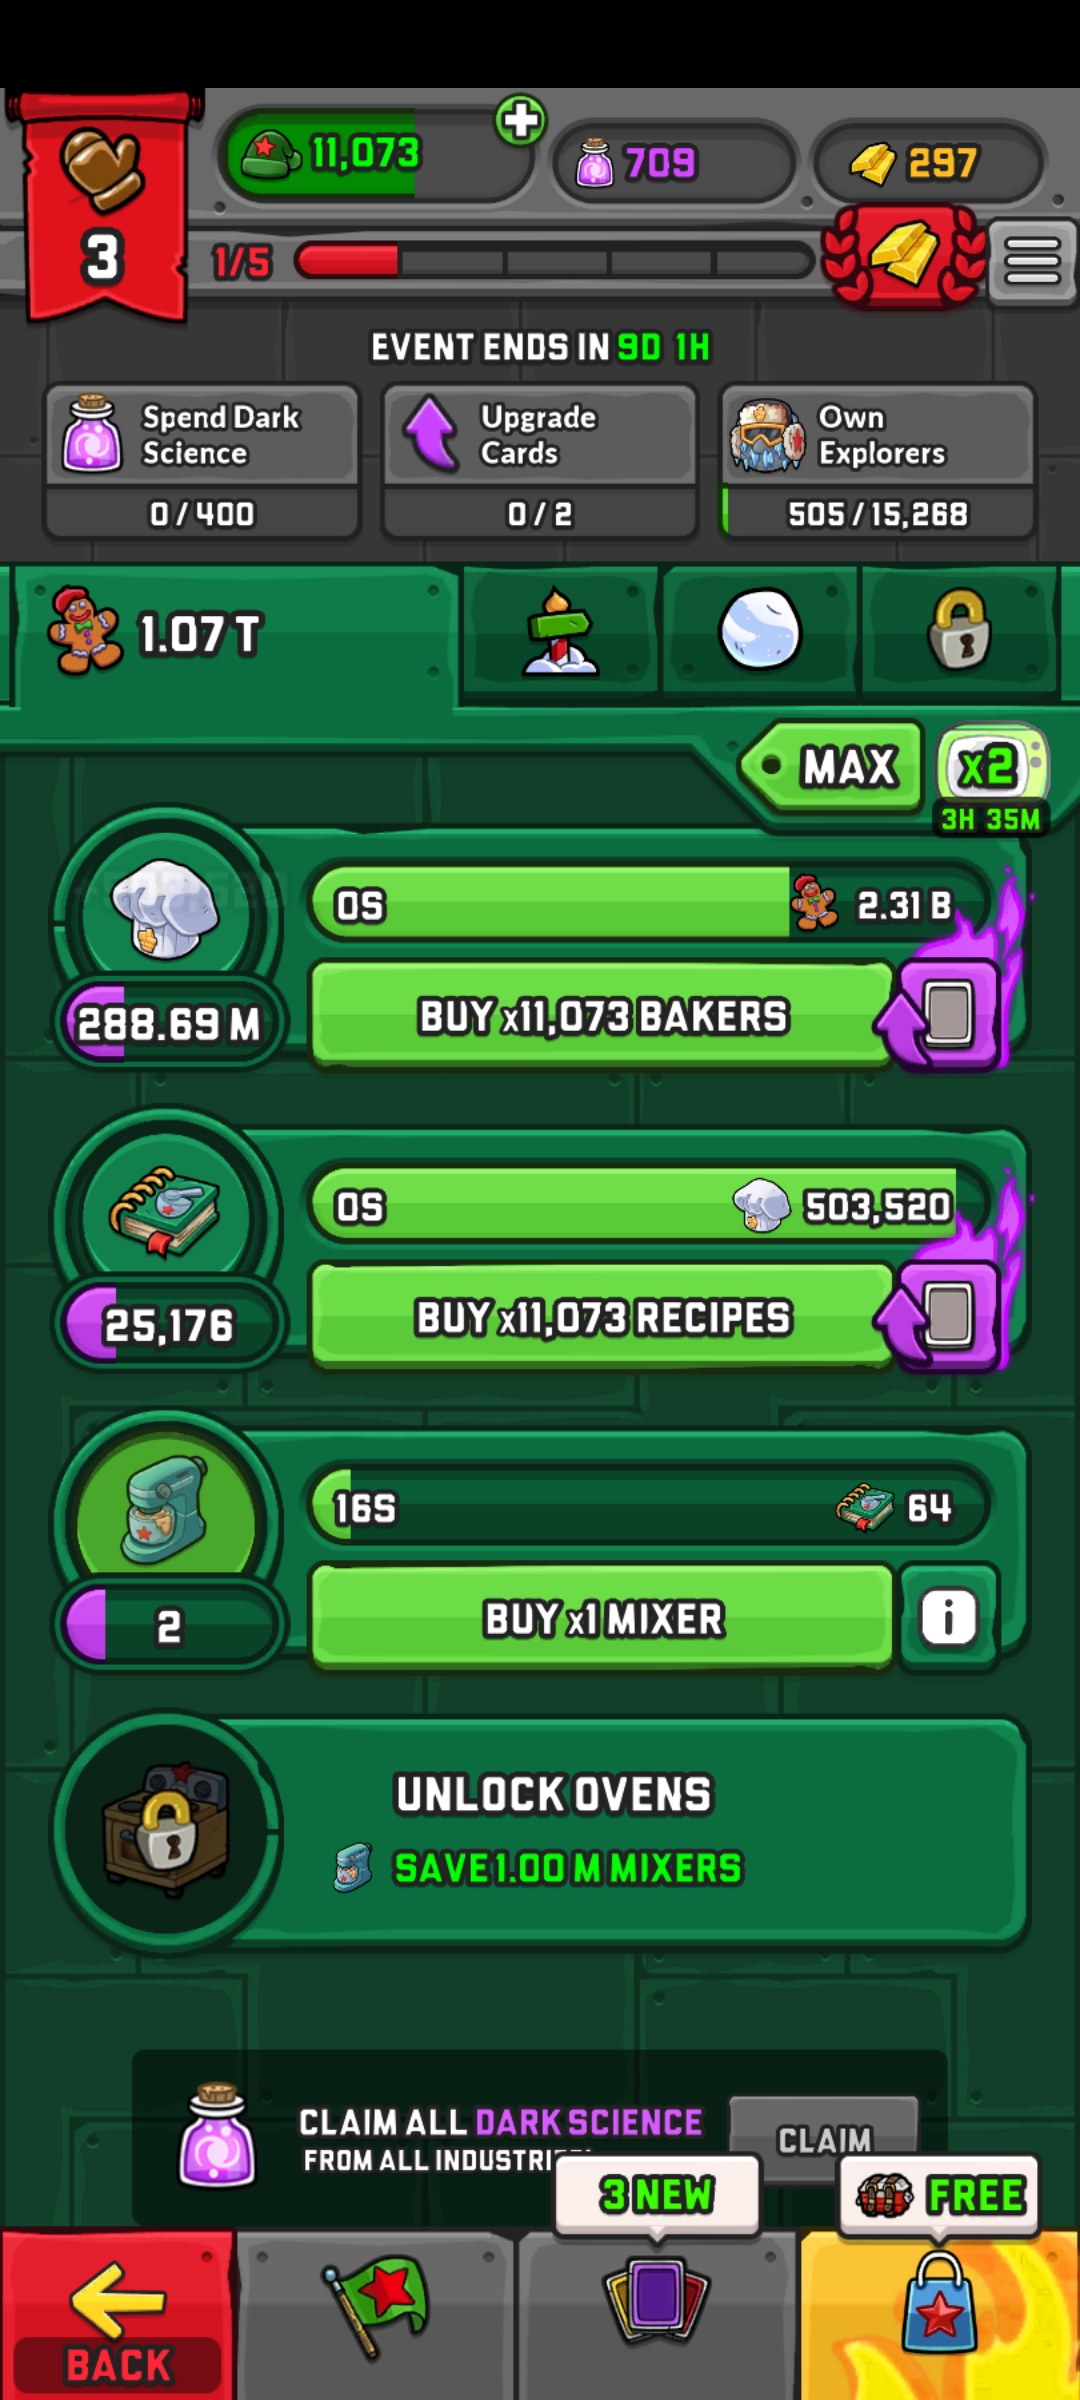 11,073
709
297
3
1/5
EVENT ENDS IN 9D 1H
Spend Dark
Science
0/400
Upgrade
Cards
0/2
Own
Explorers
505/15,268
1.07 T
MAX
x2
3H 35M
0S
2.31 B
288.69 M
BUY x11,073 BAKERS
0S
503,520
25,176
BUY x11,073 RECIPES
16S
64
2
BUY x1 MIXER
i
UNLOCK OVENS
SAVE 1.00 M MIXERS
CLAIM ALL DARK SCIENCE
FROM ALL
CLAIM
3 NEW
FREE
BACK